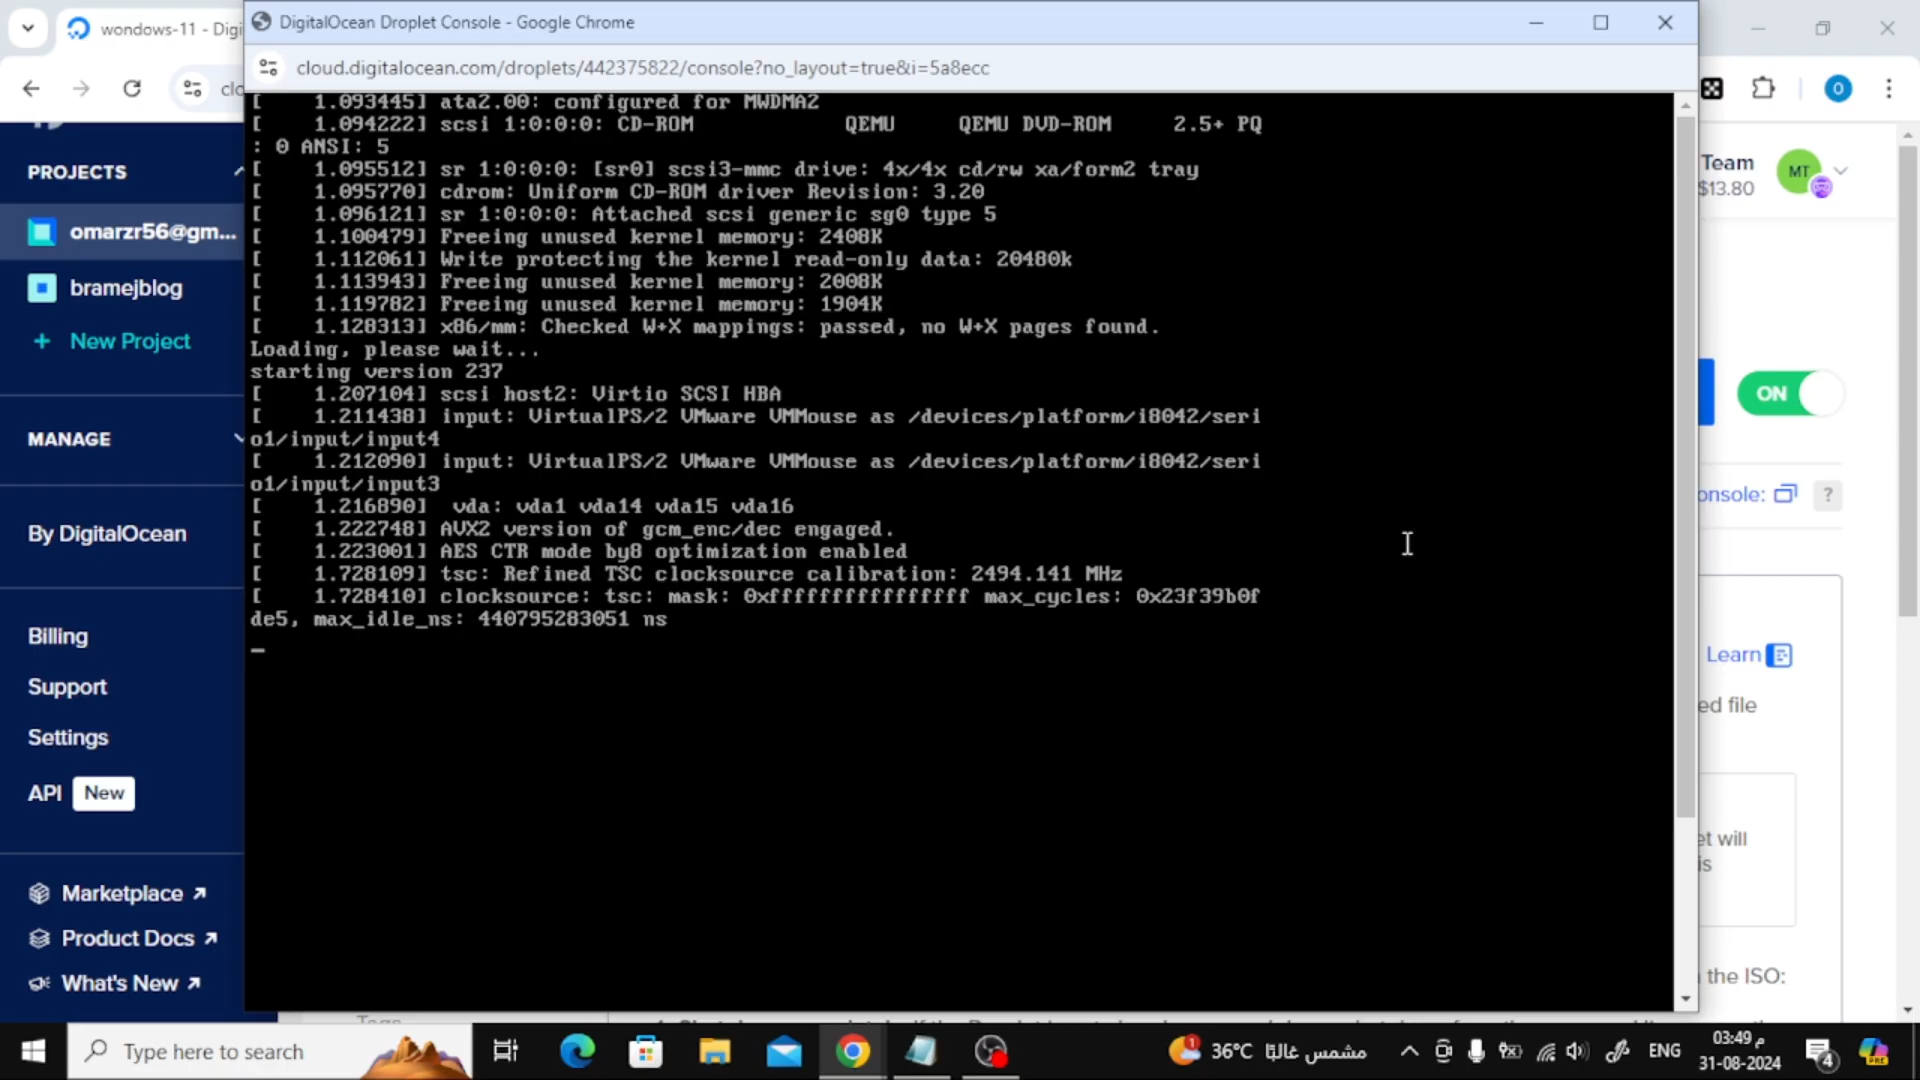 DigitalOcean Droplet Console - Google Chrome
wondows-11 - Digi
cloud.digitalocean.com/droplets/442375822/console?no_layout=true&i=5a8ecc
clo
O
PROJECTS
omarzr56@gm...
bramejblog
+ New Project
MANAGE
By DigitalOcean
Billing
Support
Settings
API New
Marketplace
Product Docs
What's New
[    1.093445] ata2.00: configured for MWDMA2
[    1.094222] scsi 1:0:0:0: CD-ROM            QEMU     QEMU DVD-ROM     2.5+ PQ
: 0 ANSI: 5
[    1.095512] sr 1:0:0:0: [sr0] scsi3-mmc drive: 4x/4x cd/rw xa/form2 tray
[    1.095770] cdrom: Uniform CD-ROM driver Revision: 3.20
[    1.096121] sr 1:0:0:0: Attached scsi generic sg0 type 5
[    1.100479] Freeing unused kernel memory: 2408K
[    1.112061] Write protecting the kernel read-only data: 20480k
[    1.113943] Freeing unused kernel memory: 2008K
[    1.119782] Freeing unused kernel memory: 1904K
[    1.128313] x86/mm: Checked W+X mappings: passed, no W+X pages found.
Loading, please wait...
starting version 237
[    1.207104] scsi host2: Virtio SCSI HBA
[    1.211438] input: VirtualPS/2 VMware VMMouse as /devices/platform/i8042/seri
o1/input/input4
[    1.212090] input: VirtualPS/2 VMware VMMouse as /devices/platform/i8042/seri
o1/input/input3
[    1.216890]  vda: vda1 vda14 vda15 vda16
[    1.222748] AVX2 version of gcm_enc/dec engaged.
[    1.223001] AES CTR mode by8 optimization enabled
[    1.728109] tsc: Refined TSC clocksource calibration: 2494.141 MHz
[    1.728410] clocksource: tsc: mask: 0xffffffffffffffff max_cycles: 0x23f39b0f
de5, max_idle_ns: 440795283051 ns
_
Team
$13.80
MT
ON
onsole:
?
Learn
ed file
et will
is
the ISO:
Tags
Type here to search
1
36°C مشمس غالبًا
ENG
03:49 م
31-08-2024
4
PRE